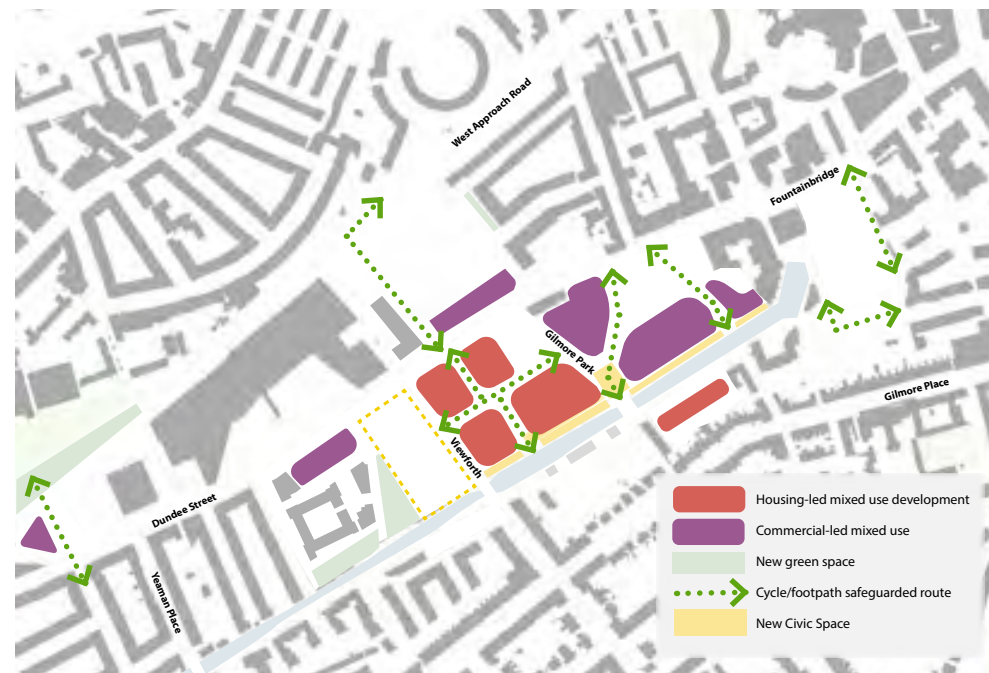 West Approach Road
Fountainbridge
Gilmore Park
Gilmore Place
Viewforth
Dundee Street
Yeaman Place
Housing-led mixed use development
Commercial-led mixed use
New green space
Cycle/footpath safeguarded route
New Civic Space